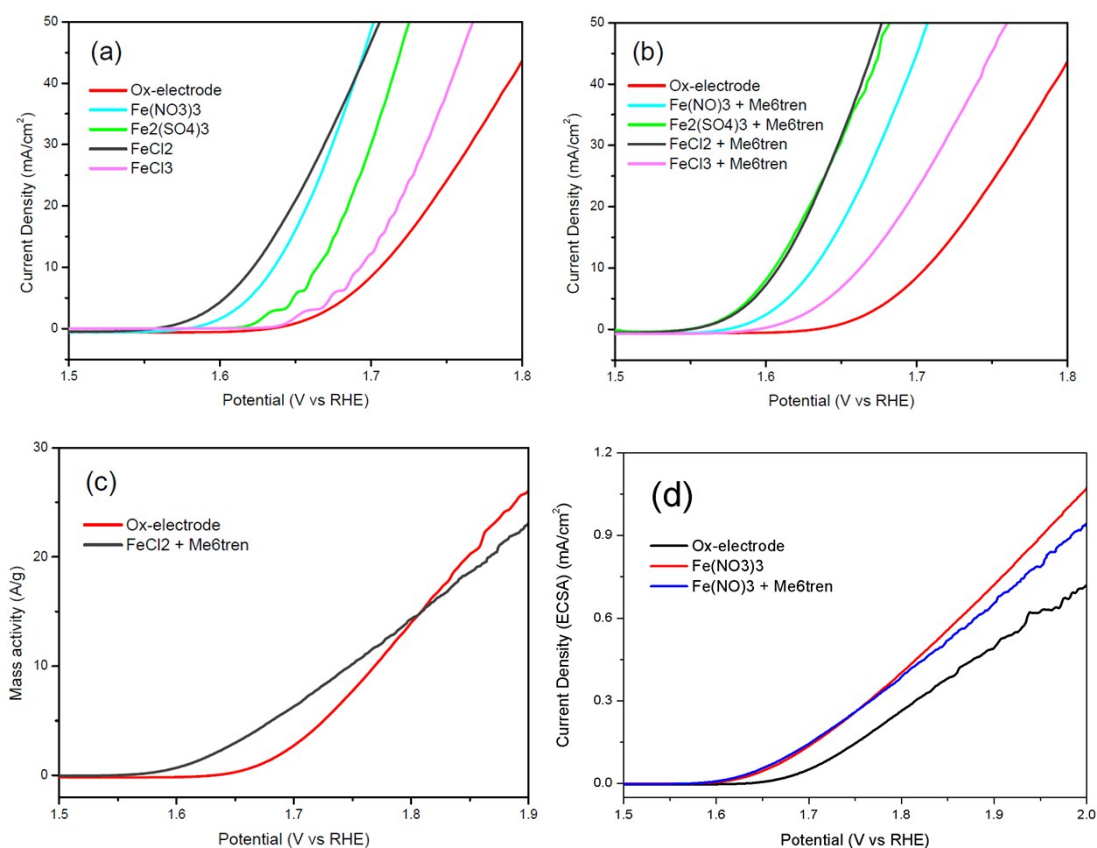 (a)
Ox-electrode
Fe(NO3)3
Fe2(SO4)3
FeCl2
FeCl3
50
40
30
20
10
0
Current Density (mA/cm²)
1.5
1.6
1.7
1.8
Potential (V vs RHE)
(b)
Ox-electrode
Fe(NO)3 + Me6tren
Fe2(SO4)3 + Me6tren
FeCl2 + Me6tren
FeCl3 + Me6tren
50
40
30
20
10
0
Current Density (mA/cm²)
1.5
1.6
1.7
1.8
Potential (V vs RHE)
(c)
Ox-electrode
FeCl2 + Me6tren
30
20
10
0
Mass activity (A/g)
1.5
1.6
1.7
1.8
1.9
Potential (V vs RHE)
(d)
Ox-electrode
Fe(NO3)3
Fe(NO)3 + Me6tren
1.2
0.9
0.6
0.3
0.0
Current Density (ECSA) (mA/cm²)
1.5
1.6
1.7
1.8
1.9
2.0
Potential (V vs RHE)